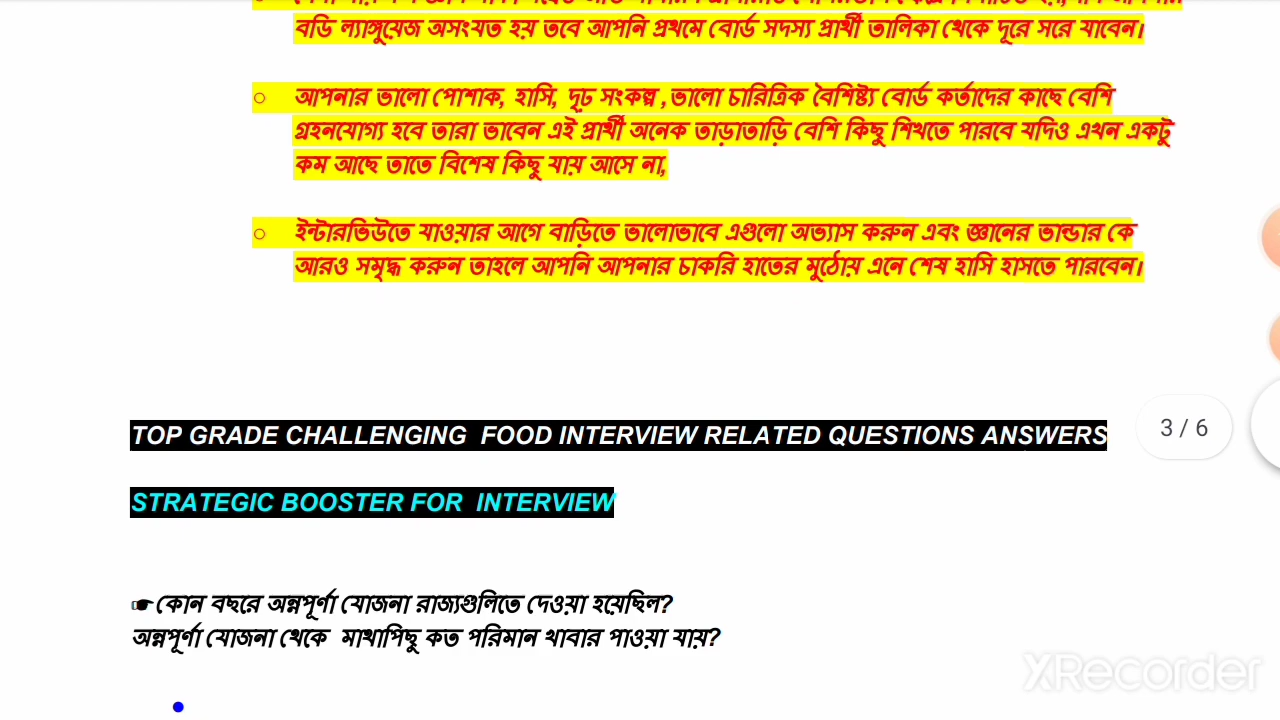 বডি ল্যাঙ্গুয়েজ অসংযত হয় তবে আপনি প্রথমে বোর্ড সদস্য প্রার্থী তালিকা থেকে দূরে সরে যাবেন।
আপনার ভালো পোশাক, হাসি, দৃঢ় সংকল্প ,ভালো চারিত্রিক বৈশিষ্ট্য বোর্ড কর্তাদের কাছে বেশি
গ্রহনযোগ্য হবে তারা ভাবেন এই প্রার্থী অনেক তাড়াতাড়ি বেশি কিছু শিখতে পারবে যদিও এখন একটু
কম আছে তাতে বিশেষ কিছু যায় আসে না,
ইন্টারভিউতে যাওয়ার আগে বাড়িতে ভালোভাবে এগুলো অভ্যাস করুন এবং জ্ঞানের ভান্ডার কে
আরও সমৃদ্ধ করুন তাহলে আপনি আপনার চাকরি হাতের মুঠোয় এনে শেষ হাসি হাসতে পারবেন।
TOP GRADE CHALLENGING FOOD INTERVIEW RELATED QUESTIONS ANSWERS
3 / 6
STRATEGIC BOOSTER FOR INTERVIEW
☛কোন বছরে অন্নপূর্ণা যোজনা রাজ্যগুলিতে দেওয়া হয়েছিল?
অন্নপূর্ণা যোজনা থেকে মাথাপিছু কত পরিমান খাবার পাওয়া যায়?
XRecorder